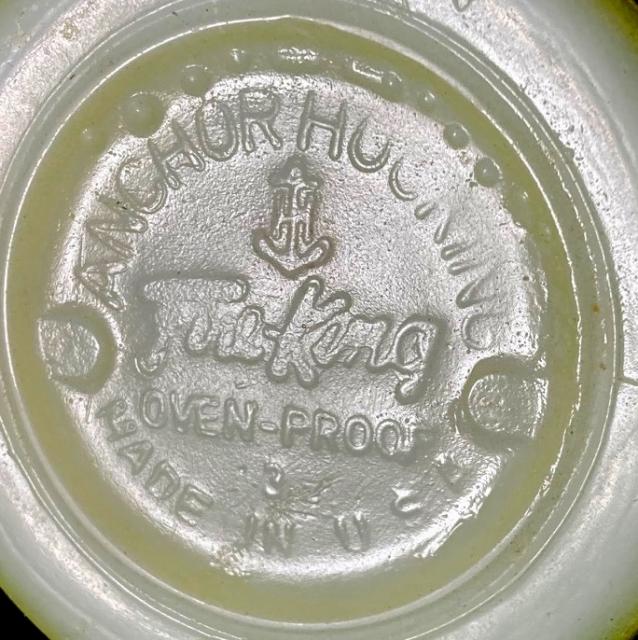 ANCHOR HOCKING
Fire-King
OVEN-PROOF
MADE IN U S A